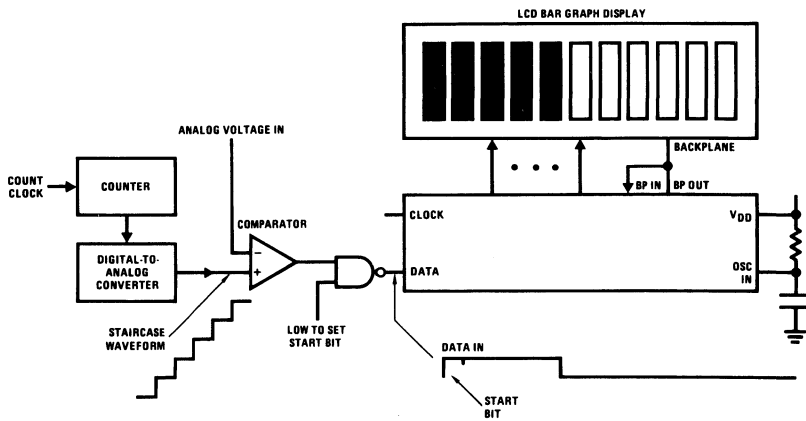 LCD BAR GRAPH DISPLAY
ANALOG VOLTAGE IN
BACKPLANE
COUNT
CLOCK
COUNTER
BP IN
BP OUT
COMPARATOR
CLOCK
VDD
−
+
DIGITAL-TO-
ANALOG
CONVERTER
DATA
OSC
IN
STAIRCASE
WAVEFORM
LOW TO SET
START BIT
DATA IN
START
BIT